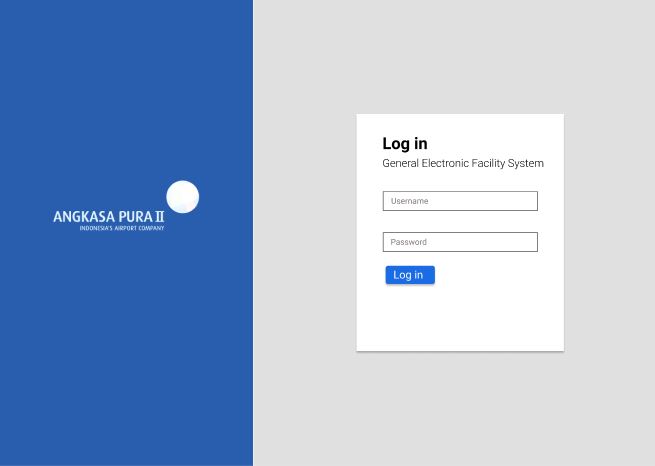 ANGKASA PURA II
INDONESIA'S AIRPORT COMPANY
Log in
General Electronic Facility System
Username
Password
Log in